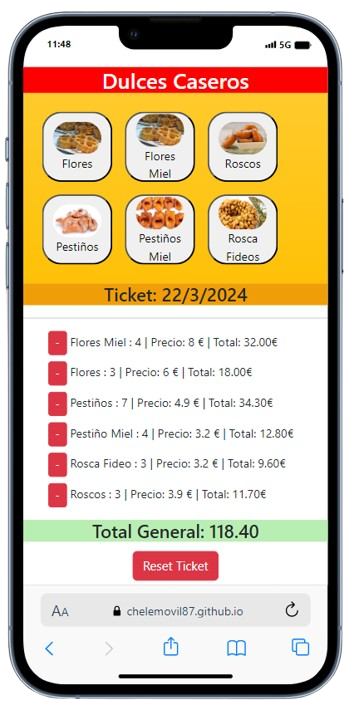 11:48
5G
Dulces Caseros
Flores
Flores
Miel
Roscos
Pestiños
Pestiños
Miel
Rosca
Fideos
Ticket: 22/3/2024
- Flores Miel : 4 | Precio: 8 € | Total: 32.00€
- Flores : 3 | Precio: 6 € | Total: 18.00€
- Pestiños : 7 | Precio: 4.9 € | Total: 34.30€
- Pestiño Miel : 4 | Precio: 3.2 € | Total: 12.80€
- Rosca Fideo : 3 | Precio: 3.2 € | Total: 9.60€
- Roscos : 3 | Precio: 3.9 € | Total: 11.70€
Total General: 118.40
Reset Ticket
AA chelemovil87.github.io